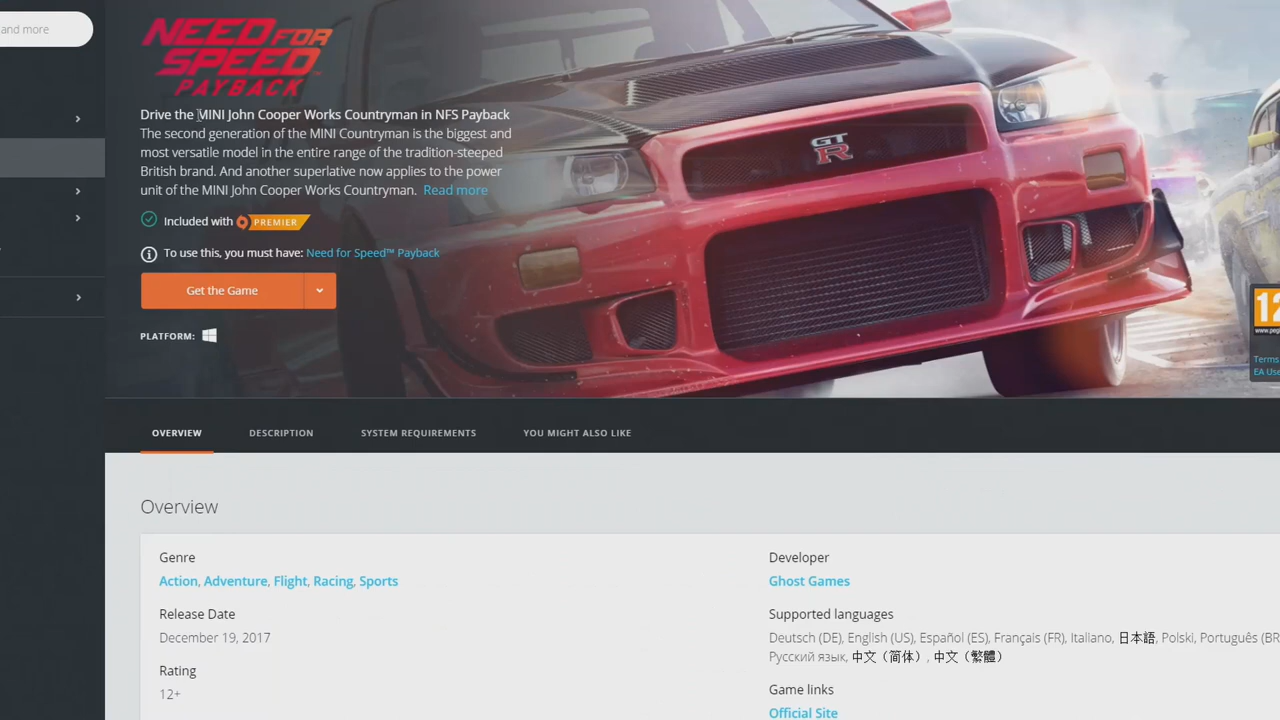 and more
NEED FOR
SPEED
PAYBACK
Drive the MINI John Cooper Works Countryman in NFS Payback
The second generation of the MINI Countryman is the biggest and
most versatile model in the entire range of the tradition-steeped
British brand. And another superlative now applies to the power
unit of the MINI John Cooper Works Countryman. Read more
Included with PREMIER
To use this, you must have: Need for Speed™ Payback
Get the Game
PLATFORM:
GT
R
12
www.peg
Terms
EA Use
OVERVIEW DESCRIPTION SYSTEM REQUIREMENTS YOU MIGHT ALSO LIKE
Overview
Genre
Action, Adventure, Flight, Racing, Sports
Release Date
December 19, 2017
Rating
12+
Developer
Ghost Games
Supported languages
Deutsch (DE), English (US), Español (ES), Français (FR), Italiano, 日本語, Polski, Português (BR
Русский язык, 中文（简体）, 中文（繁體）
Game links
Official Site